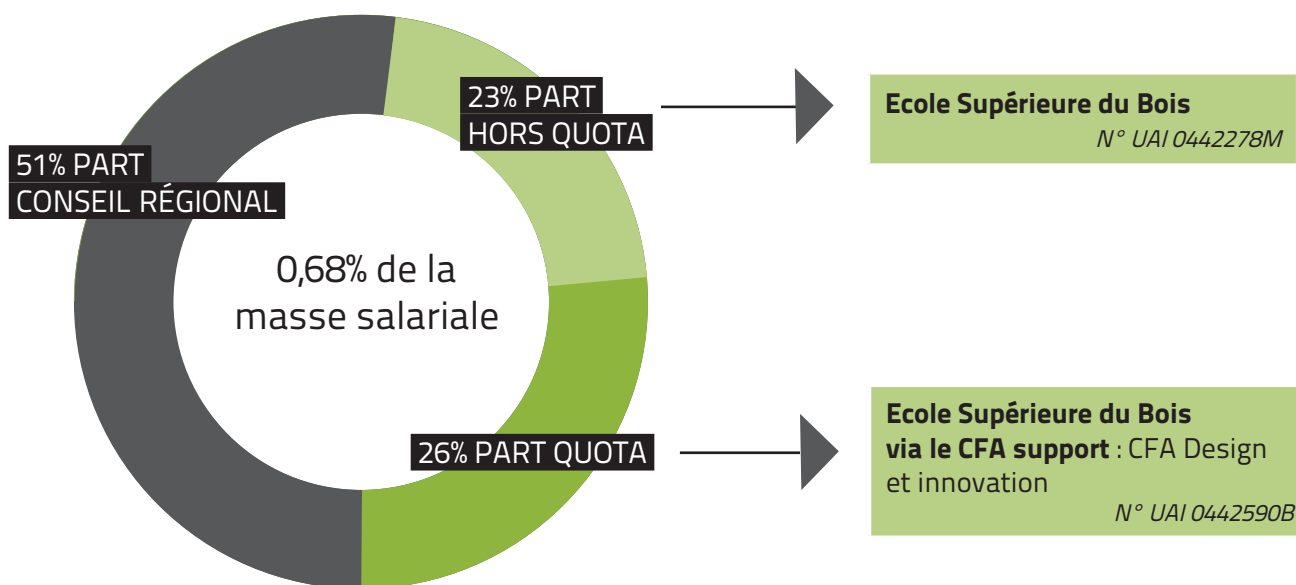 23% PART
HORS QUOTA
Ecole Supérieure du Bois
N° UAI 0442278M
51% PART
CONSEIL RÉGIONAL
0,68% de la
masse salariale
26% PART QUOTA
Ecole Supérieure du Bois
via le CFA support : CFA Design
et innovation
N° UAI 0442590B